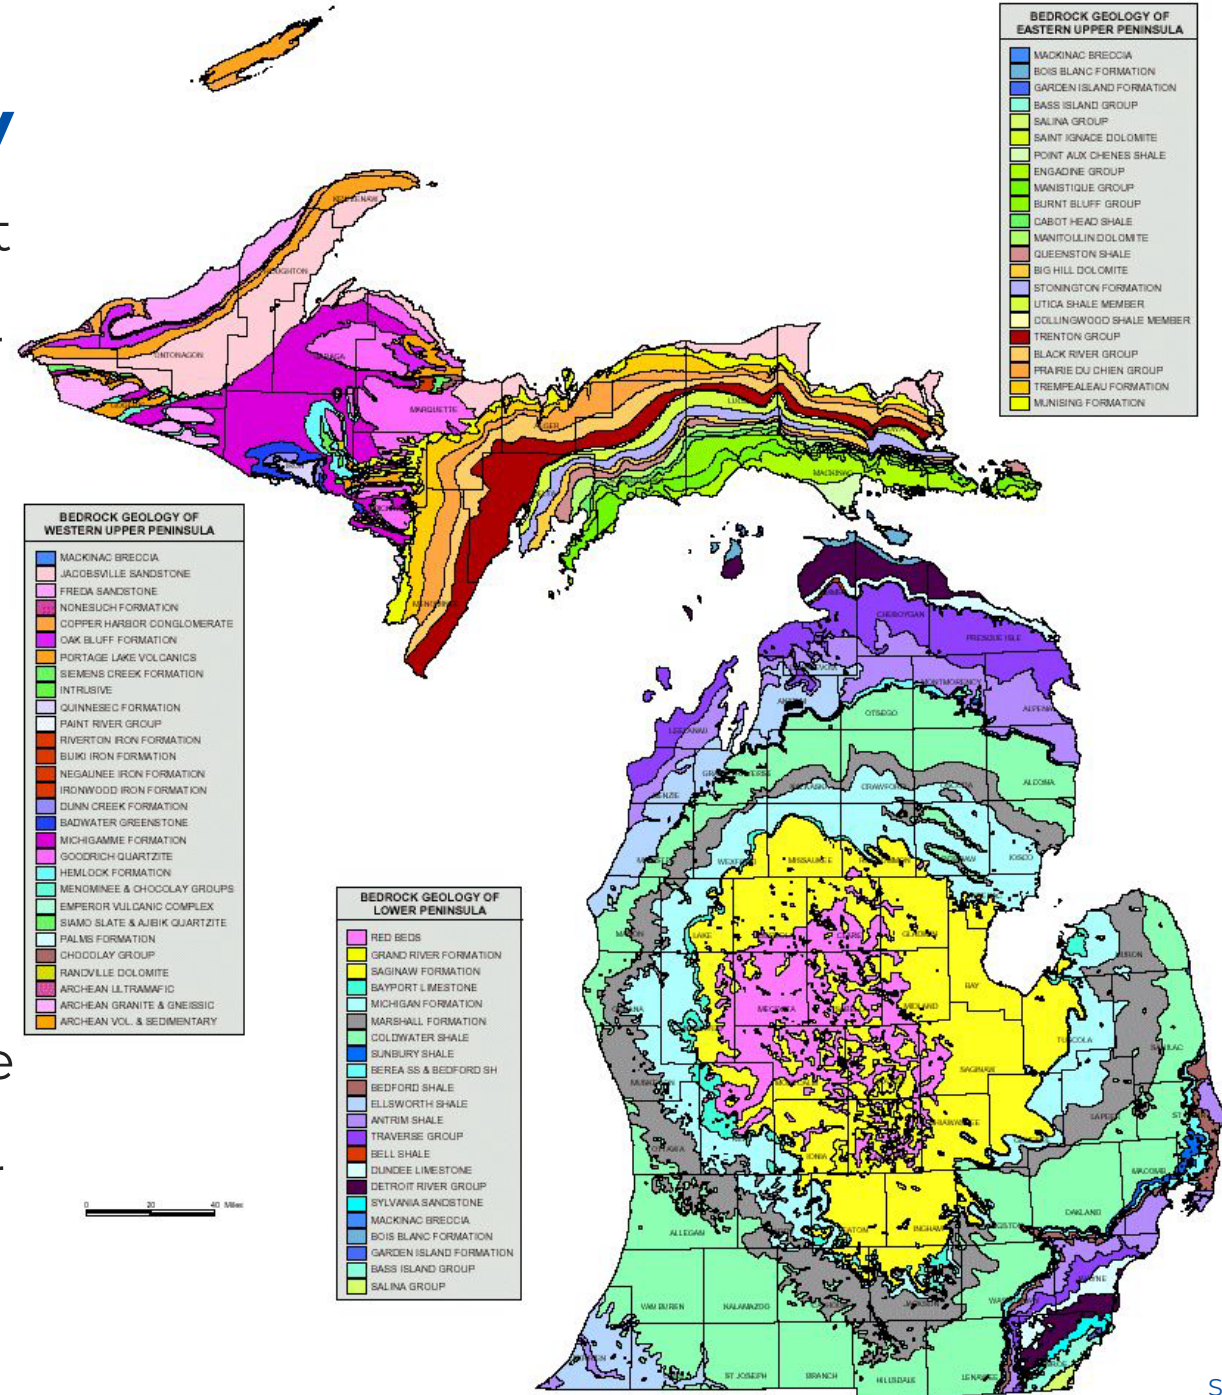 y
t
BEDROCK GEOLOGY OF
EASTERN UPPER PENINSULA
MACKINAC BRECCIA
BOIS BLANC FORMATION
GARDEN ISLAND FORMATION
BASS ISLAND GROUP
SALINA GROUP
SAINT IGNACE DOLOMITE
POINT AUX CHENES SHALE
ENGADINE GROUP
MANISTIQUE GROUP
BURNT BLUFF GROUP
CABOT HEAD SHALE
MANITOULIN DOLOMITE
QUEENSTON SHALE
BIG HILL DOLOMITE
STONINGTON FORMATION
UTICA SHALE MEMBER
COLLINGWOOD SHALE MEMBER
TRENTON GROUP
BLACK RIVER GROUP
PRAIRIE DU CHIEN GROUP
TREMPEALEAU FORMATION
MUNISING FORMATION
KEWEENAW
HOUGHTON
ONTONAGON
BARAGA
MARQUETTE
ALGER
LUCE
MACKINAC
MENOMINEE
BEDROCK GEOLOGY OF
WESTERN UPPER PENINSULA
MACKINAC BRECCIA
JACOBSVILLE SANDSTONE
FREDA SANDSTONE
NONESUCH FORMATION
COPPER HARBOR CONGLOMERATE
OAK BLUFF FORMATION
PORTAGE LAKE VOLCANICS
SIEMENS CREEK FORMATION
INTRUSIVE
QUINNESEC FORMATION
PAINT RIVER GROUP
RIVERTON IRON FORMATION
BIJIKI IRON FORMATION
NEGAUNEE IRON FORMATION
IRONWOOD IRON FORMATION
DUNN CREEK FORMATION
BADWATER GREENSTONE
MICHIGAMME FORMATION
GOODRICH QUARTZITE
HEMLOCK FORMATION
MENOMINEE & CHOCOLAY GROUPS
EMPEROR VULCANIC COMPLEX
SIAMO SLATE & AJIBIK QUARTZITE
PALMS FORMATION
CHOCOLAY GROUP
RANDVILLE DOLOMITE
ARCHEAN ULTRAMAFIC
ARCHEAN GRANITE & GNEISSIC
ARCHEAN VOL. & SEDIMENTARY
e
0 20 40 Miles
BEDROCK GEOLOGY OF
LOWER PENINSULA
RED BEDS
GRAND RIVER FORMATION
SAGINAW FORMATION
BAYPORT LIMESTONE
MICHIGAN FORMATION
MARSHALL FORMATION
COLDWATER SHALE
SUNBURY SHALE
BEREA SS & BEDFORD SH
BEDFORD SHALE
ELLSWORTH SHALE
ANTRIM SHALE
TRAVERSE GROUP
BELL SHALE
DUNDEE LIMESTONE
DETROIT RIVER GROUP
SYLVANIA SANDSTONE
MACKINAC BRECCIA
BOIS BLANC FORMATION
GARDEN ISLAND FORMATION
BASS ISLAND GROUP
SALINA GROUP
CHEBOYGAN
PRESQUE ISLE
MONTMORENCY
ALPENA
ANTRIM
OTSEGO
LEELANAU
CRAWFORD
ALCONA
WEXFORD
MISSAUKEE
IOSCO
LAKE
CLARE
GLADWIN
HURON
BAY
MECOSTA
MIDLAND
TUSCOLA
SANILAC
SAGINAW
MUSKEGON
LAPEER
OTTAWA
IONIA
MACOMB
OAKLAND
ALLEGAN
EATON
INGHAM
WAYNE
VAN BUREN
KALAMAZOO
JACKSON
ST JOSEPH
BRANCH
HILLSDALE
S